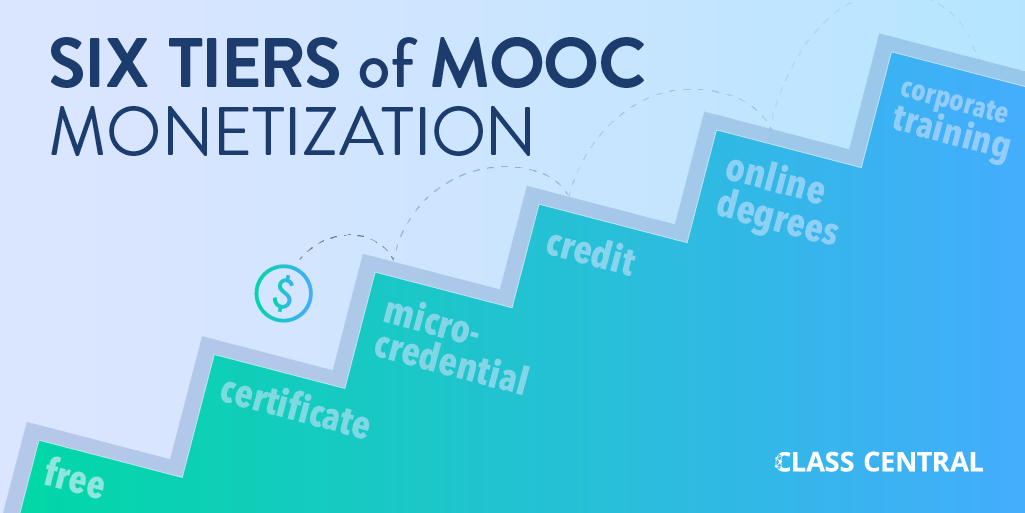 SIX TIERS of MOOC
MONETIZATION
$
free
certificate
micro-
credential
credit
online
degrees
corporate
training
CLASS CENTRAL